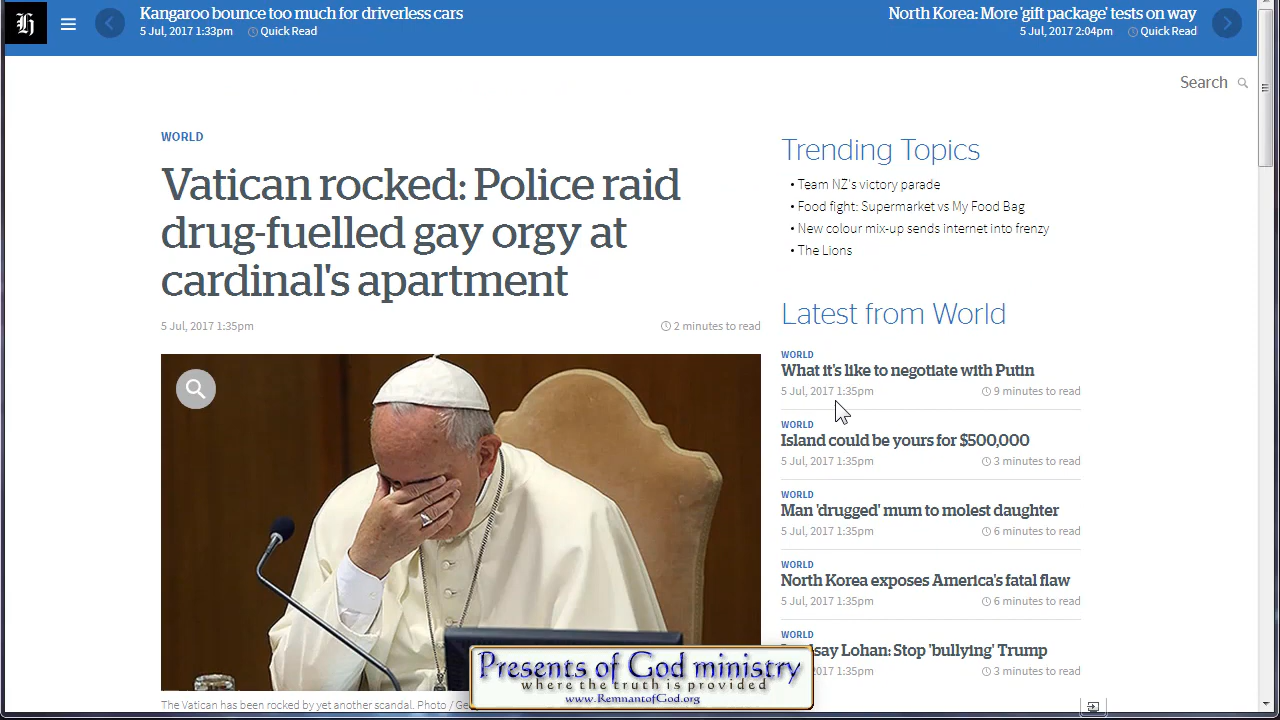 Kangaroo bounce too much for driverless cars
5 Jul, 2017 1:33pm Quick Read
North Korea: More 'gift package' tests on way
5 Jul, 2017 2:04pm Quick Read
Search
WORLD
Vatican rocked: Police raid
drug-fuelled gay orgy at
cardinal's apartment
5 Jul, 2017 1:35pm
2 minutes to read
The Vatican has been rocked by yet another scandal. Photo /
Trending Topics
• Team NZ's victory parade
• Food fight: Supermarket vs My Food Bag
• New colour mix-up sends internet into frenzy
• The Lions
Latest from World
WORLD
What it's like to negotiate with Putin
5 Jul, 2017 1:35pm 9 minutes to read
WORLD
Island could be yours for $500,000
5 Jul, 2017 1:35pm 3 minutes to read
WORLD
Man 'drugged' mum to molest daughter
5 Jul, 2017 1:35pm 6 minutes to read
WORLD
North Korea exposes America's fatal flaw
5 Jul, 2017 1:35pm 6 minutes to read
WORLD
Lohan: Stop 'bullying' Trump
2017 1:35pm 3 minutes to read
Presents of God ministry
where the truth is provided
www.RemnantofGod.org